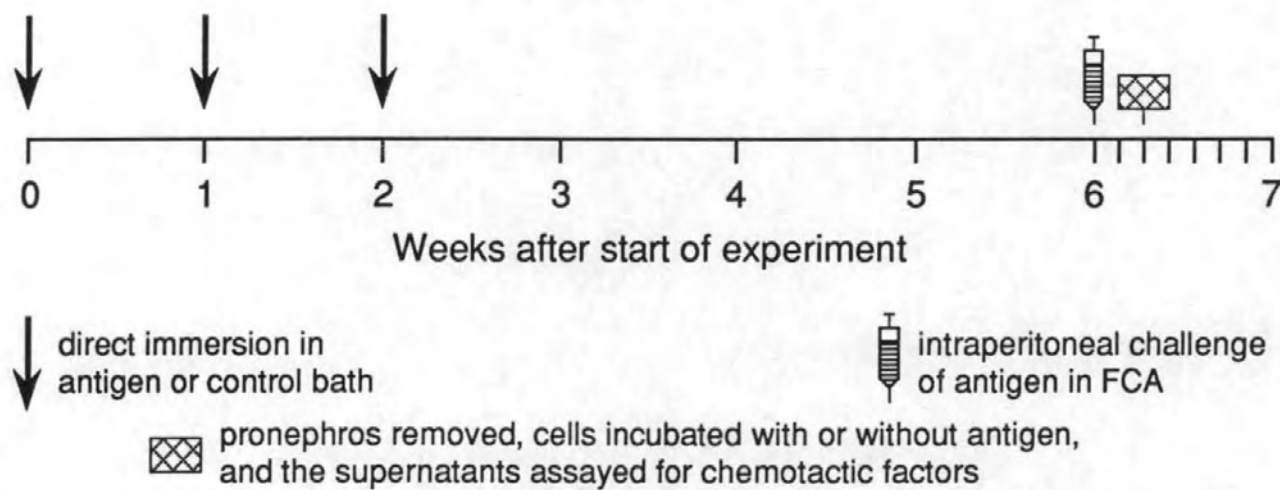 0 1 2 3 4 5 6 7
Weeks after start of experiment
direct immersion in
antigen or control bath
intraperitoneal challenge
of antigen in FCA
pronephros removed, cells incubated with or without antigen,
and the supernatants assayed for chemotactic factors